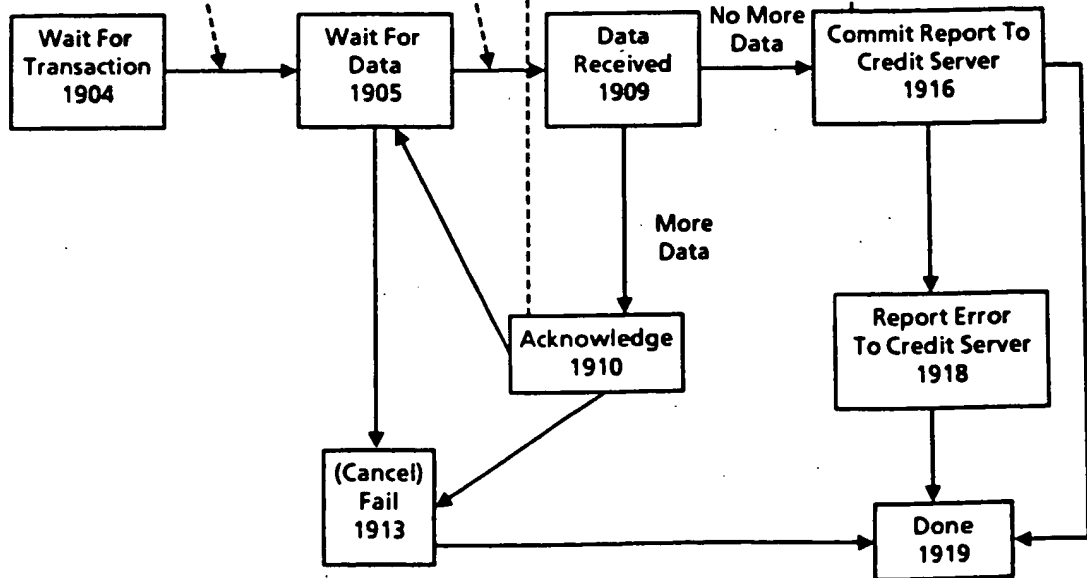 Wait For
Transaction
1904
Wait For
Data
1905
Data
Received
1909
No More
Data
Commit Report To
Credit Server
1916
More
Data
Acknowledge
1910
Report Error
To Credit Server
1918
(Cancel)
Fail
1913
Done
1919